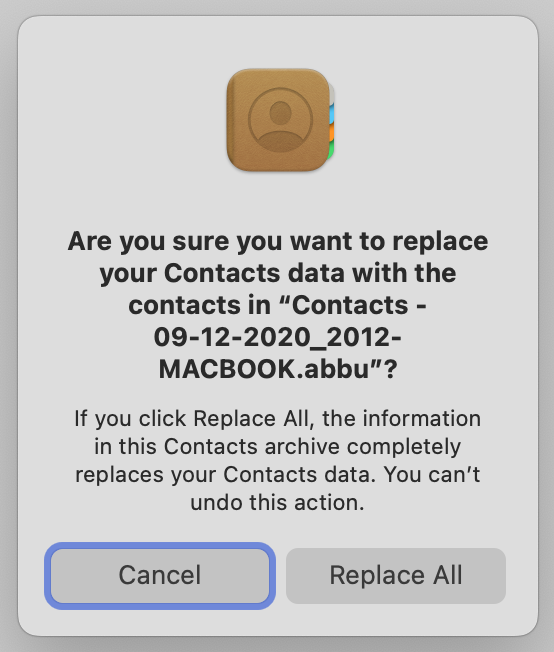 Are you sure you want to replace
your Contacts data with the
contacts in “Contacts -
09-12-2020_2012-
MACBOOK.abbu”?
If you click Replace All, the information
in this Contacts archive completely
replaces your Contacts data. You can’t
undo this action.
Cancel
Replace All